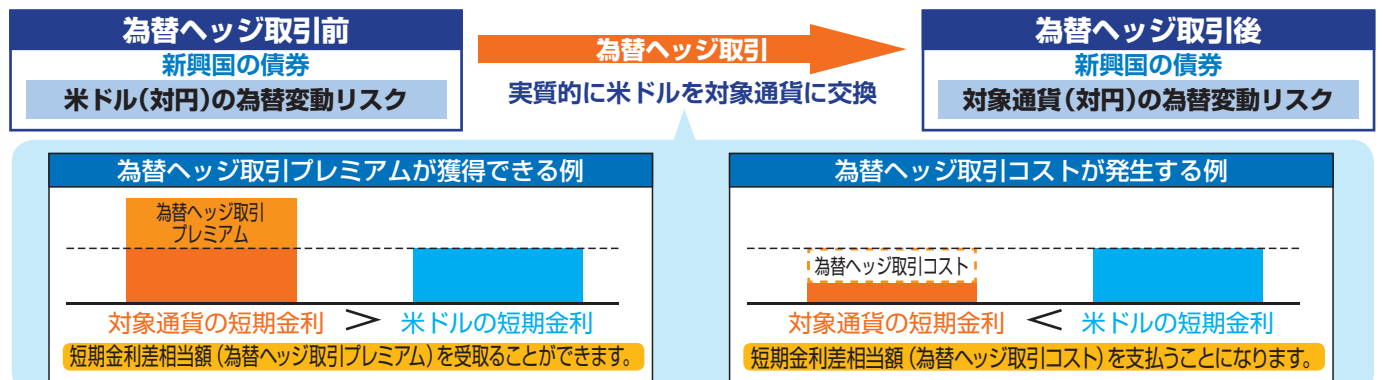 為替ヘッジ取引前
新興国の債券
米ドル(対円)の為替変動リスク
為替ヘッジ取引
実質的に米ドルを対象通貨に交換
為替ヘッジ取引後
新興国の債券
対象通貨(対円)の為替変動リスク
為替ヘッジ取引プレミアムが獲得できる例
為替ヘッジ取引
プレミアム
対象通貨の短期金利 > 米ドルの短期金利
短期金利差相当額(為替ヘッジ取引プレミアム)を受取ることができます。
為替ヘッジ取引コストが発生する例
為替ヘッジ取引コスト
対象通貨の短期金利 < 米ドルの短期金利
短期金利差相当額(為替ヘッジ取引コスト)を支払うことになります。